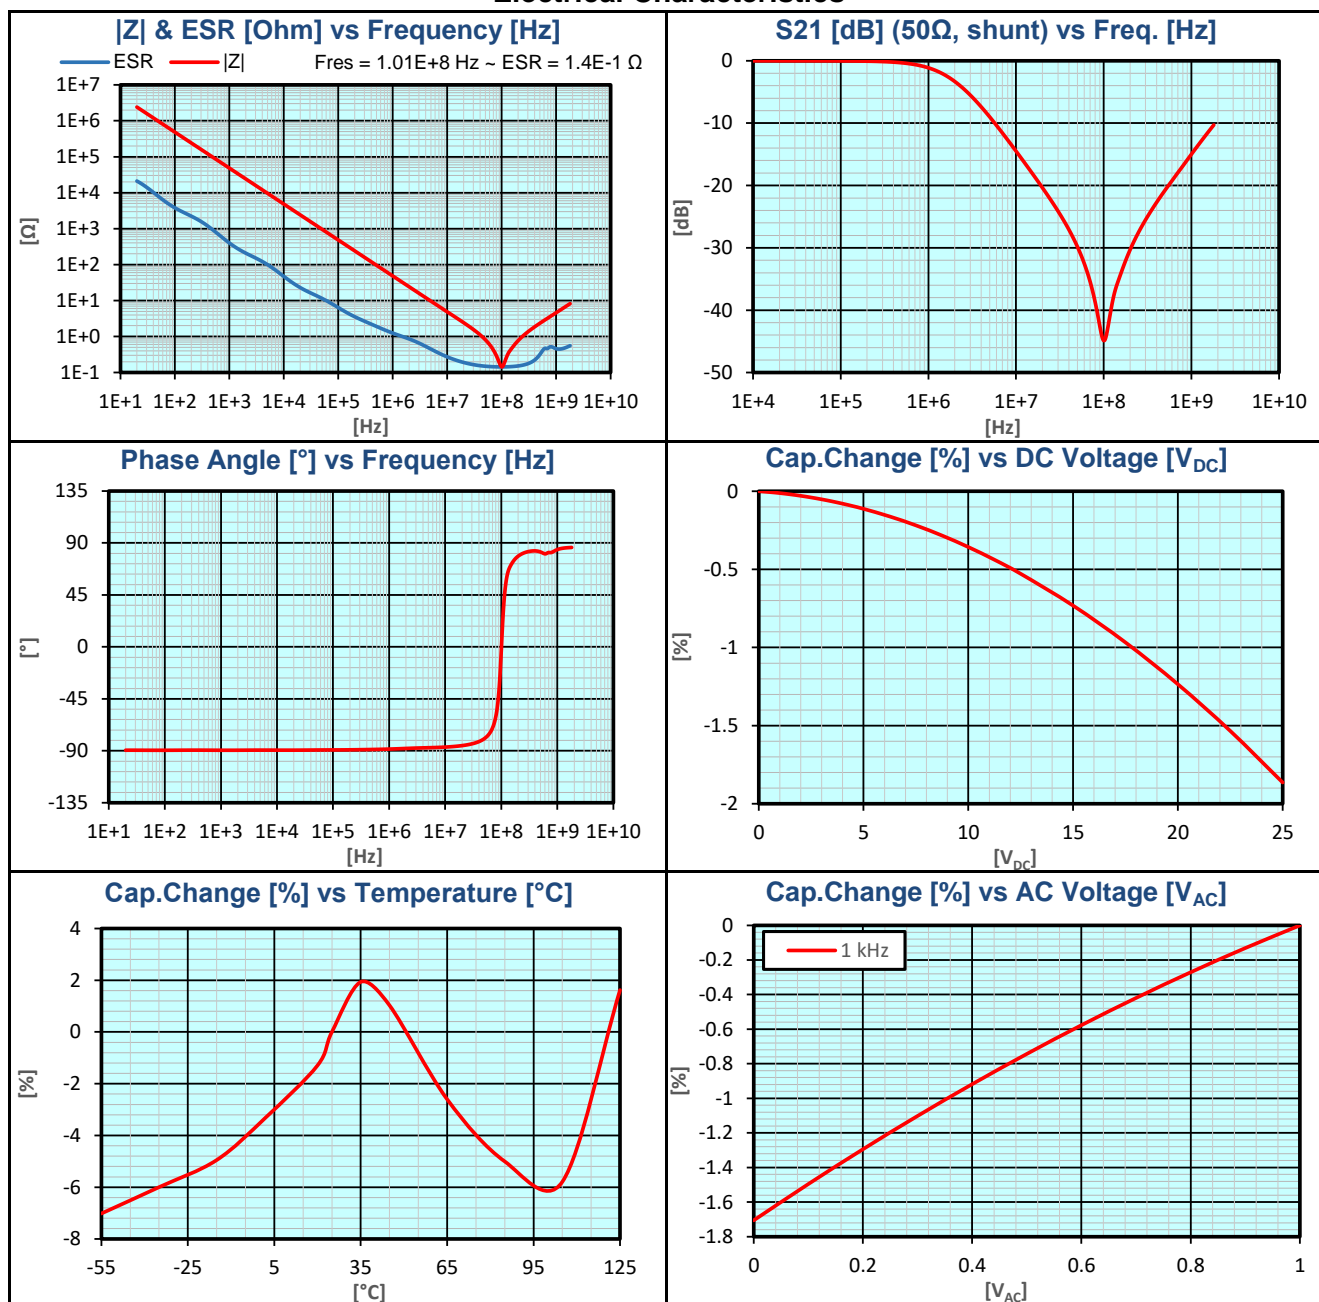 Electrical Characteristics
|Z| & ESR [Ohm] vs Frequency [Hz]
ESR |Z| Fres = 1.01E+8 Hz ~ ESR = 1.4E-1 Ω
1E+7
1E+6
1E+5
1E+4
1E+3
1E+2
1E+1
1E+0
1E-1
[Ω]
1E+1 1E+2 1E+3 1E+4 1E+5 1E+6 1E+7 1E+8 1E+9 1E+10
[Hz]
S21 [dB] (50Ω, shunt) vs Freq. [Hz]
0
-10
-20
-30
-40
-50
[dB]
1E+4 1E+5 1E+6 1E+7 1E+8 1E+9 1E+10
[Hz]
Phase Angle [°] vs Frequency [Hz]
135
90
45
0
-45
-90
-135
[°]
1E+1 1E+2 1E+3 1E+4 1E+5 1E+6 1E+7 1E+8 1E+9 1E+10
[Hz]
Cap.Change [%] vs DC Voltage [VDC]
0
-0.5
-1
-1.5
-2
[%]
0 5 10 15 20 25
[VDC]
Cap.Change [%] vs Temperature [°C]
4
2
0
-2
-4
-6
-8
[%]
-55 -25 5 35 65 95 125
[°C]
Cap.Change [%] vs AC Voltage [VAC]
1 kHz
0
-0.2
-0.4
-0.6
-0.8
-1
-1.2
-1.4
-1.6
-1.8
[%]
0 0.2 0.4 0.6 0.8 1
[VAC]